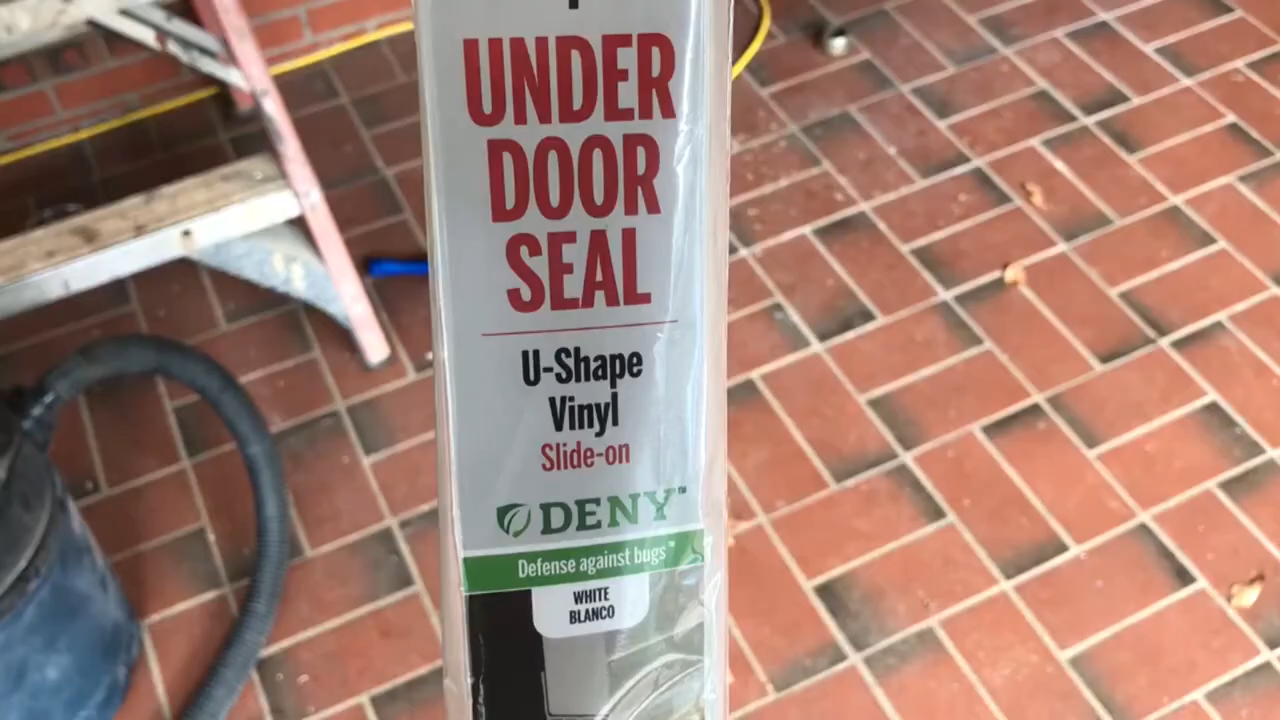 UNDER
DOOR
SEAL
U-Shape
Vinyl
Slide-on
DENY™
Defense against bugs™
WHITE
BLANCO